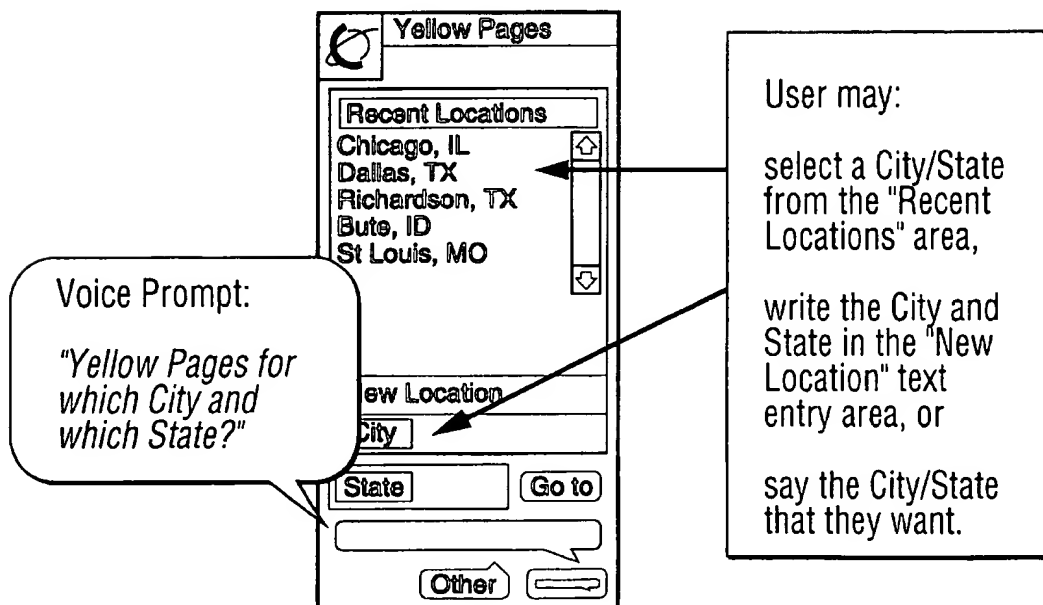 Yellow Pages
Recent Locations
Chicago, IL
Dallas, TX
Richardson, TX
Bute, ID
St Louis, MO
ew Location
City
State
Go to
Other
Voice Prompt:
"Yellow Pages for
which City and
which State?"
User may:
select a City/State
from the "Recent
Locations" area,
write the City and
State in the "New
Location" text
entry area, or
say the City/State
that they want.